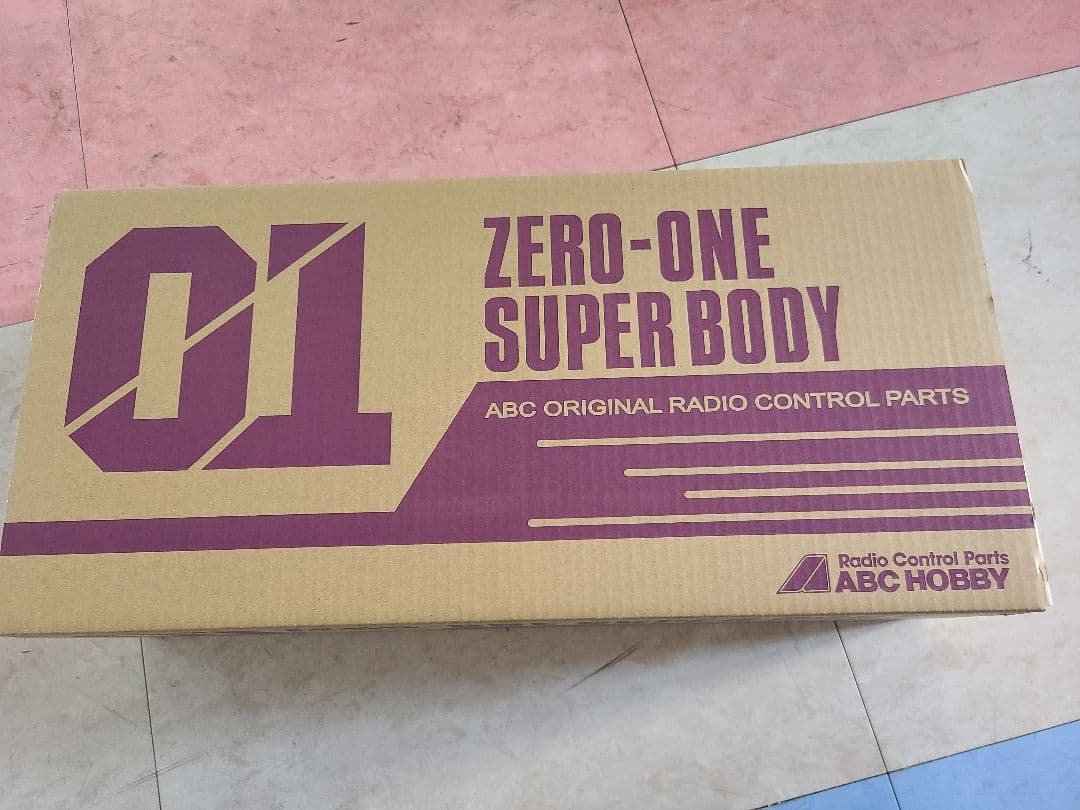 01
ZERO-ONE
SUPER BODY
ABC ORIGINAL RADIO CONTROL PARTS
Radio Control Parts
ABC HOBBY